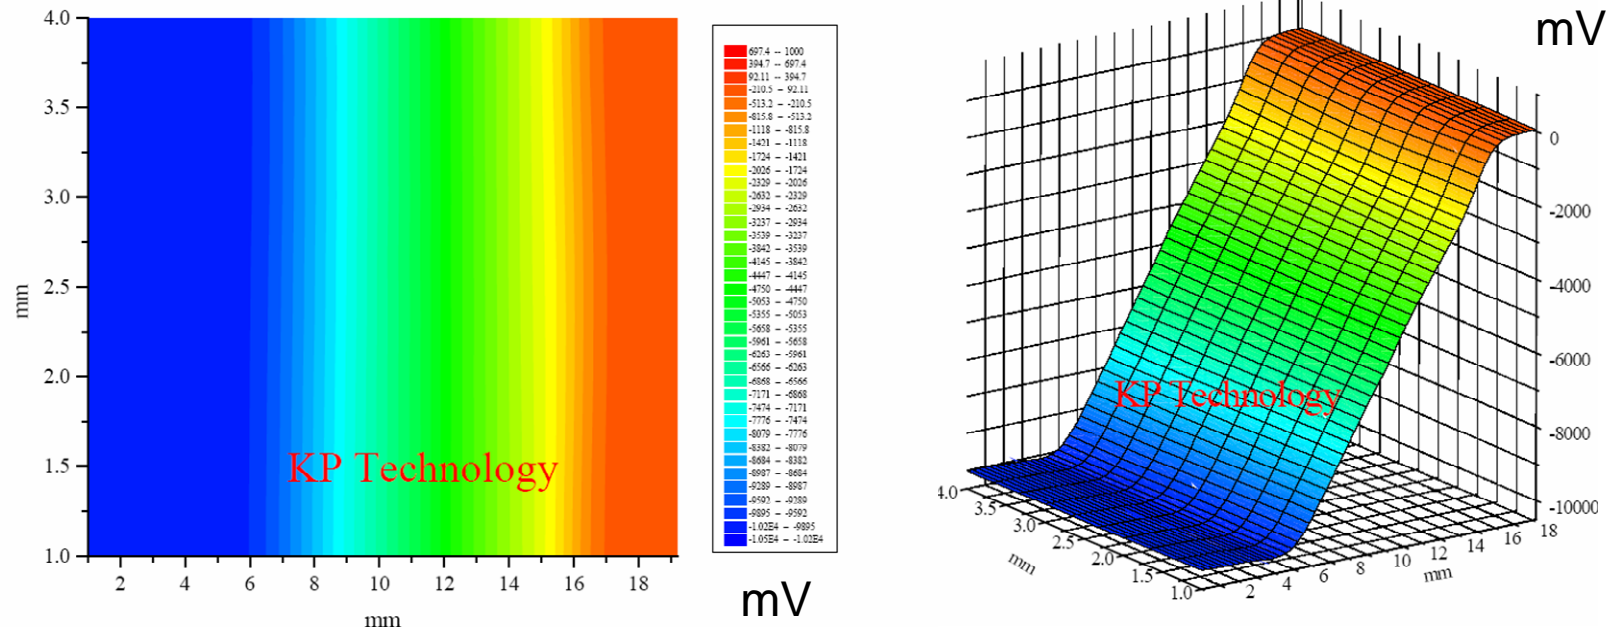 4.0
3.5
3.0
2.5
2.0
1.5
1.0
mm
2 4 6 8 10 12 14 16 18
mm
KP Technology
697.4 -- 1000
394.7 -- 697.4
92.11 -- 394.7
-210.5 -- 92.11
-513.2 -- -210.5
-815.8 -- -513.2
-1118 -- -815.8
-1421 -- -1118
-1724 -- -1421
-2026 -- -1724
-2329 -- -2026
-2632 -- -2329
-2934 -- -2632
-3237 -- -2934
-3539 -- -3237
-3842 -- -3539
-4145 -- -3842
-4447 -- -4145
-4750 -- -4447
-5053 -- -4750
-5355 -- -5053
-5658 -- -5355
-5961 -- -5658
-6263 -- -5961
-6566 -- -6263
-6868 -- -6566
-7171 -- -6868
-7474 -- -7171
-7776 -- -7474
-8079 -- -7776
-8382 -- -8079
-8684 -- -8382
-8987 -- -8684
-9289 -- -8987
-9592 -- -9289
-9895 -- -9592
-1.02E4 -- -9895
-1.05E4 -- -1.02E4
mV
mV
0
-2000
-4000
-6000
-8000
-10000
KP Technology
4.0
3.5
3.0
2.5
2.0
1.5
1.0
mm
2 4 6 8 10 12 14 16 18
mm